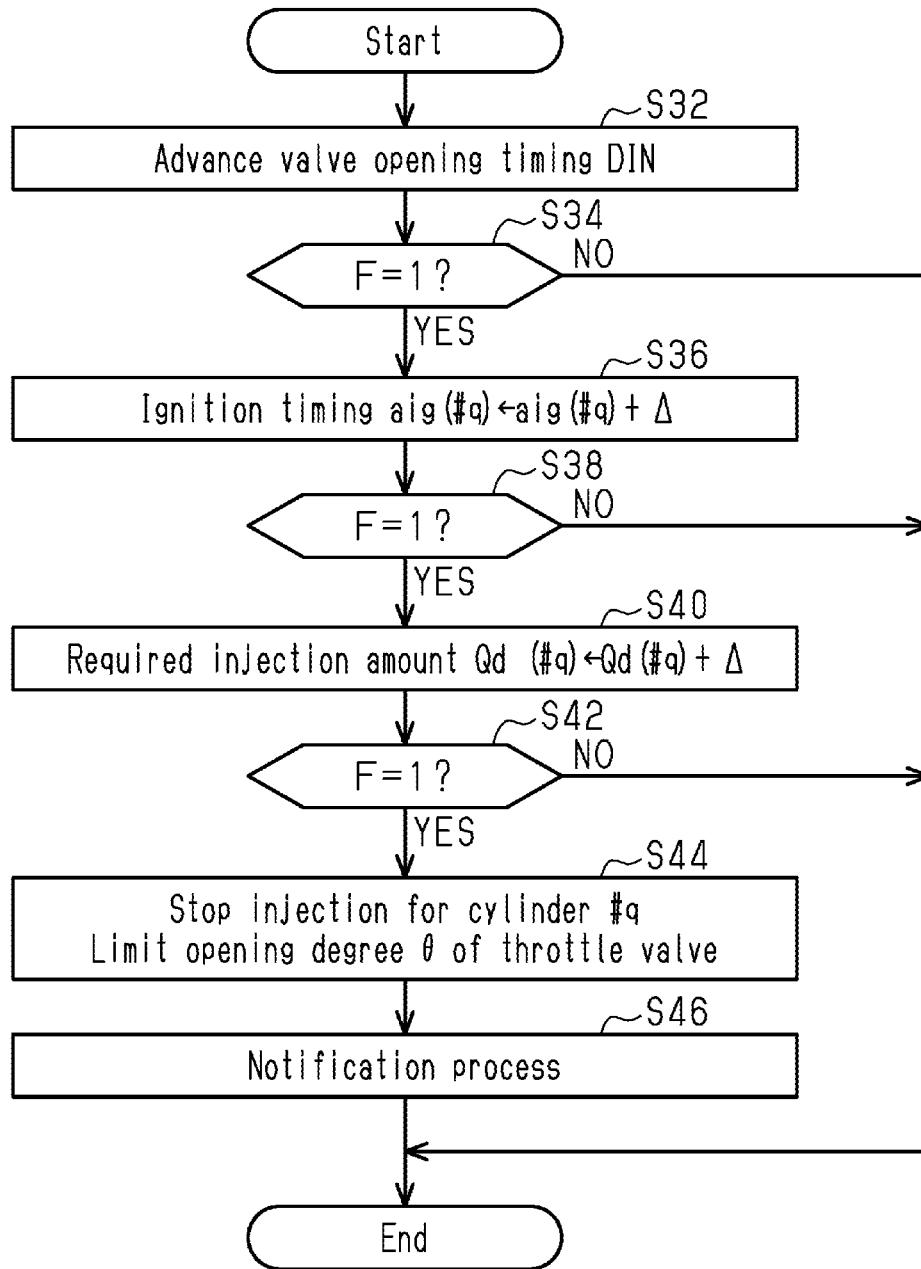 Start
S32
Advance valve opening timing DIN
S34
F=1?
NO
YES
S36
Ignition timing aig(#q)←aig(#q)+ Δ
S38
F=1?
NO
YES
S40
Required injection amount Qd (#q)←Qd(#q)+ Δ
S42
F=1?
NO
YES
S44
Stop injection for cylinder #q
Limit opening degree θ of throttle valve
S46
Notification process
End